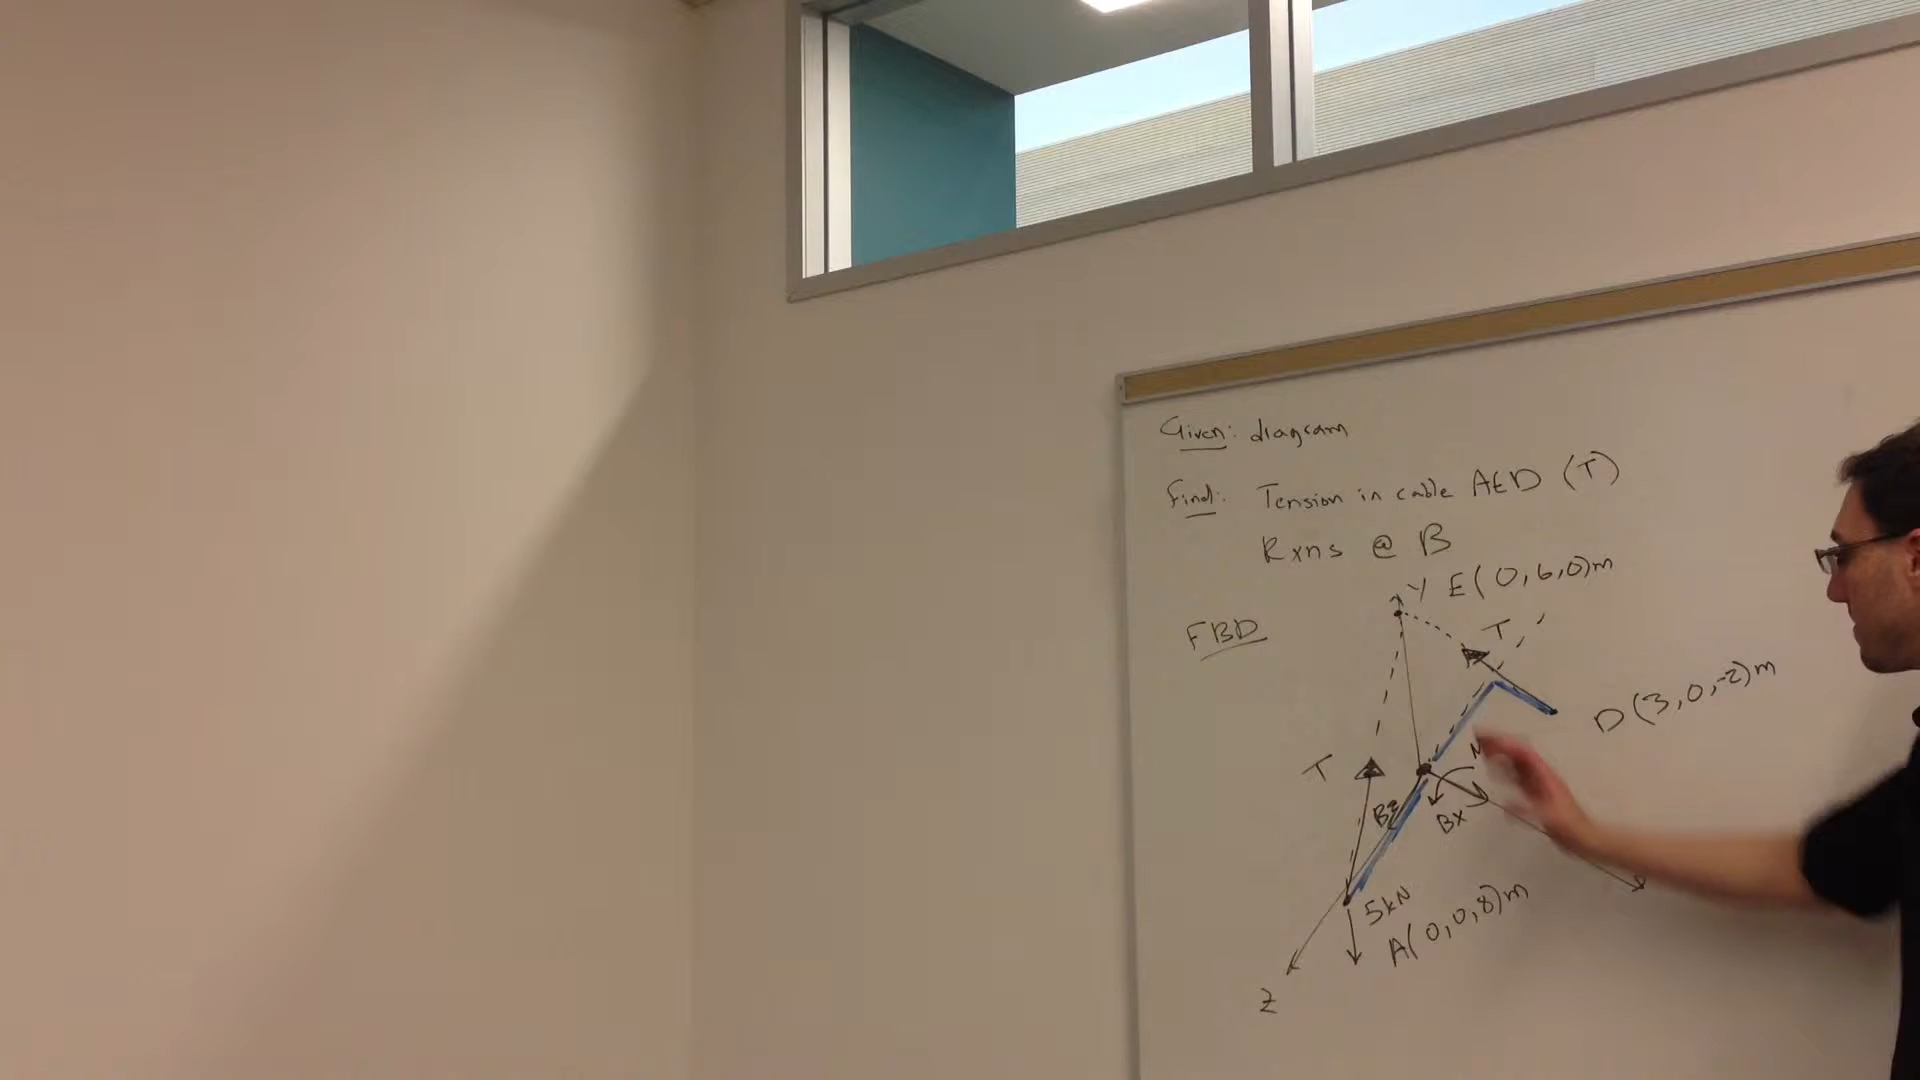 Given: diagram
Find: Tension in cable AED (T)
Rxns @ B
Y E(0,6,0)m
FBD
T
D(3,0,-2)m
T
Bz
Bx
5kN
A(0,0,8)m
Z